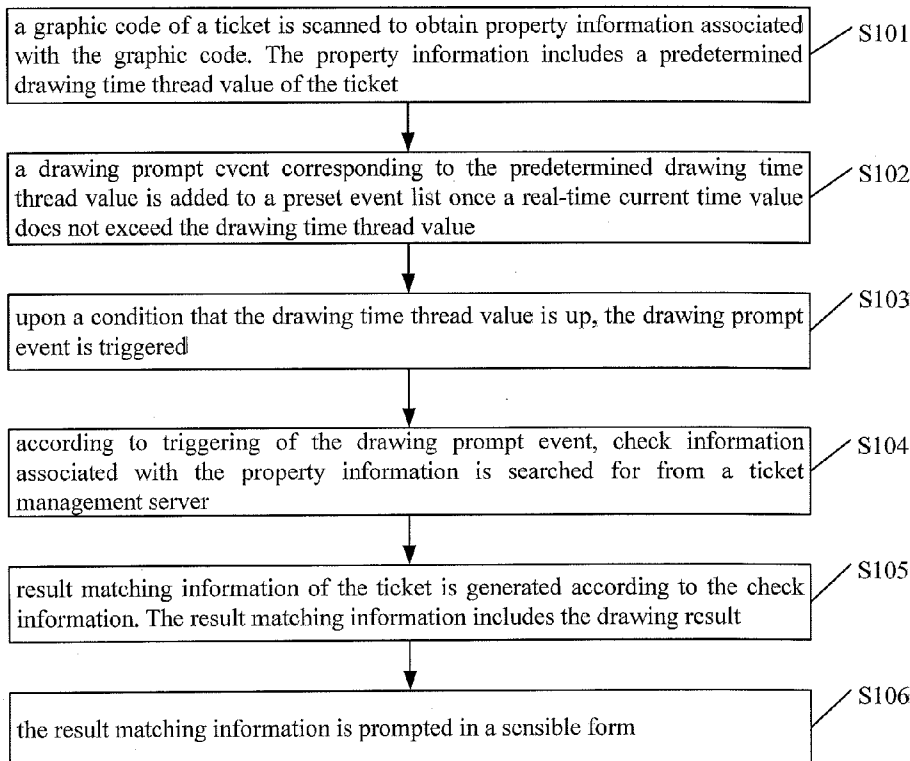 a graphic code of a ticket is scanned to obtain property information associated
with the graphic code. The property information includes a predetermined
drawing time thread value of the ticket
S101
a drawing prompt event corresponding to the predetermined drawing time
thread value is added to a preset event list once a real-time current time value
does not exceed the drawing time thread value
S102
upon a condition that the drawing time thread value is up, the drawing prompt
event is triggered
S103
according to triggering of the drawing prompt event, check information
associated with the property information is searched for from a ticket
management server
S104
result matching information of the ticket is generated according to the check
information. The result matching information includes the drawing result
S105
the result matching information is prompted in a sensible form
S106